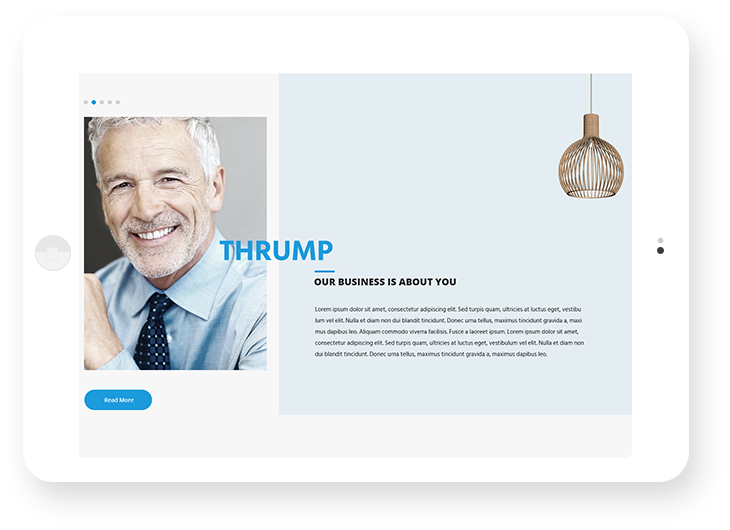 THRUMP
OUR BUSINESS IS ABOUT YOU
Lorem ipsum dolor sit amet, consectetur adipiscing elit. Sed turpis quam, ultricies at luctus eget, vestibu
lum vel elit. Nulla et diam non dui blandit tincidunt. Donec urna tellus, maximus tincidunt gravida a, maxi
mus dapibus leo. Aliquam commodo viverra facilisis. Fusce a laoreet ipsum. Lorem ipsum dolor sit amet,
consectetur adipiscing elit. Sed turpis quam, ultricies at luctus eget, vestibulum vel elit. Nulla et diam non
dui blandit tincidunt. Donec urna tellus, maximus tincidunt gravida a, maximus dapibus leo.
Read More